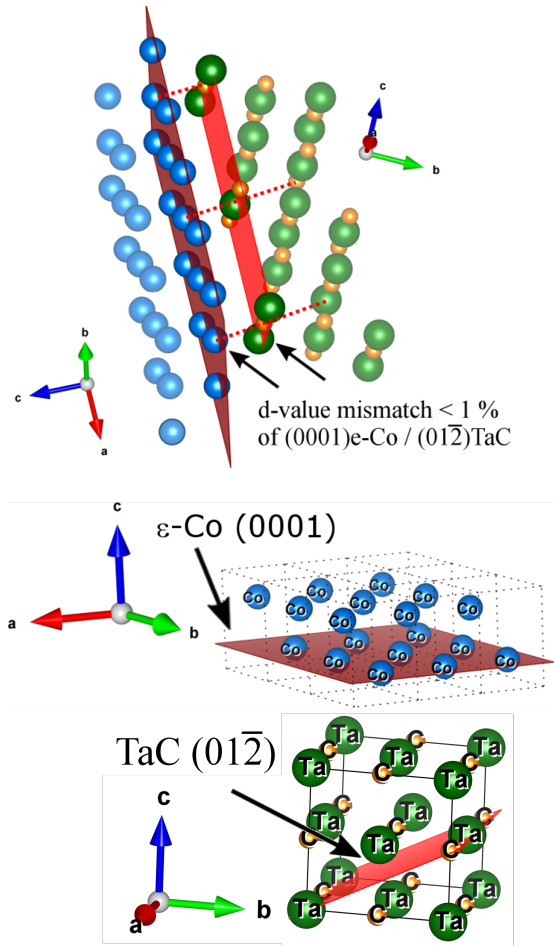 c
a
b
b
c
a
d-value mismatch < 1 %
of (0001)e-Co / (012̅)TaC
c
ε-Co (0001)
a
b
Co Co Co
Co Co Co Co
Co Co
Co Co
Co Co Co
Co Co Co
TaC (012̅)
c
b
a
Ta C Ta
C C
Ta Ta Ta
C C
Ta C Ta C
C Ta
Ta C
Ta C
C Ta C Ta
Ta C Ta